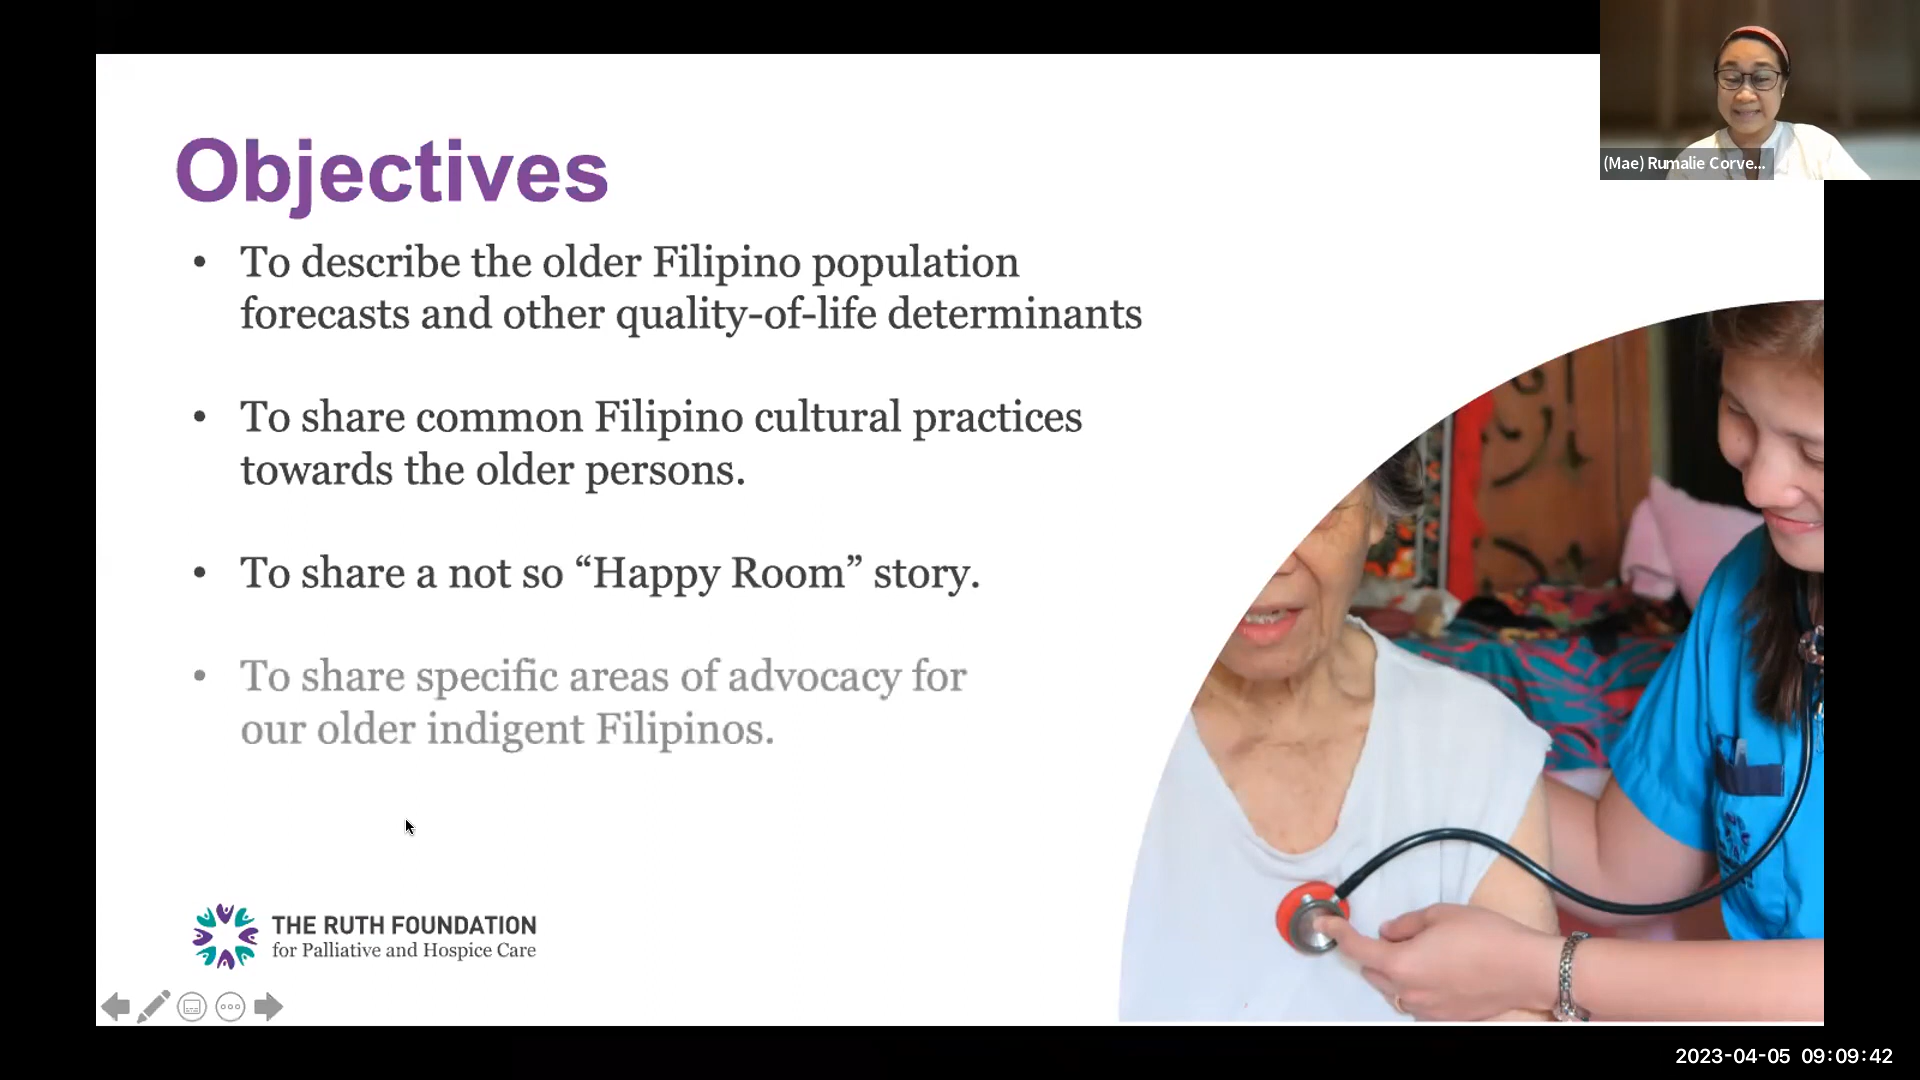 (Mae) Rumalie Corve...
Objectives
• To describe the older Filipino population
forecasts and other quality-of-life determinants
• To share common Filipino cultural practices
towards the older persons.
• To share a not so “Happy Room” story.
• To share specific areas of advocacy for
our older indigent Filipinos.
THE RUTH FOUNDATION
for Palliative and Hospice Care
2023-04-05 09:09:42